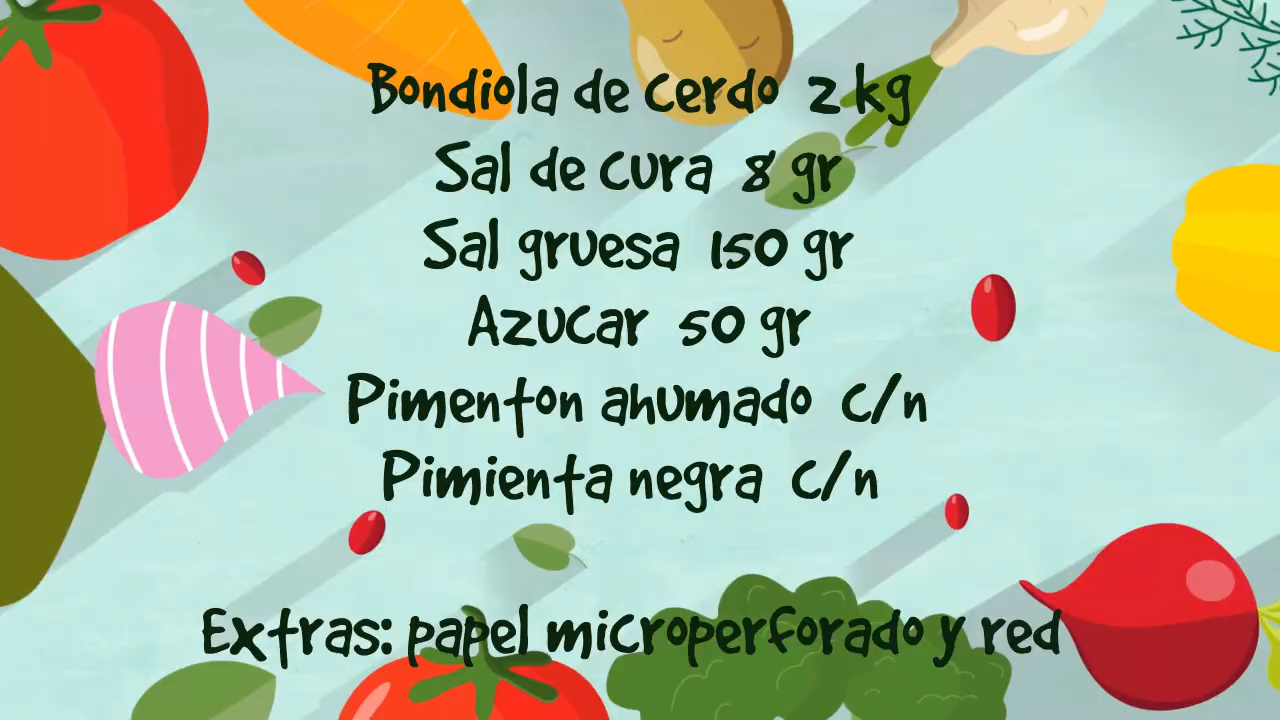 Bondiola de cerdo 2 kg
Sal de cura 8 gr
Sal gruesa 150 gr
Azucar 50 gr
Pimenton ahumado c/n
Pimienta negra c/n
Extras: papel microperforado y red